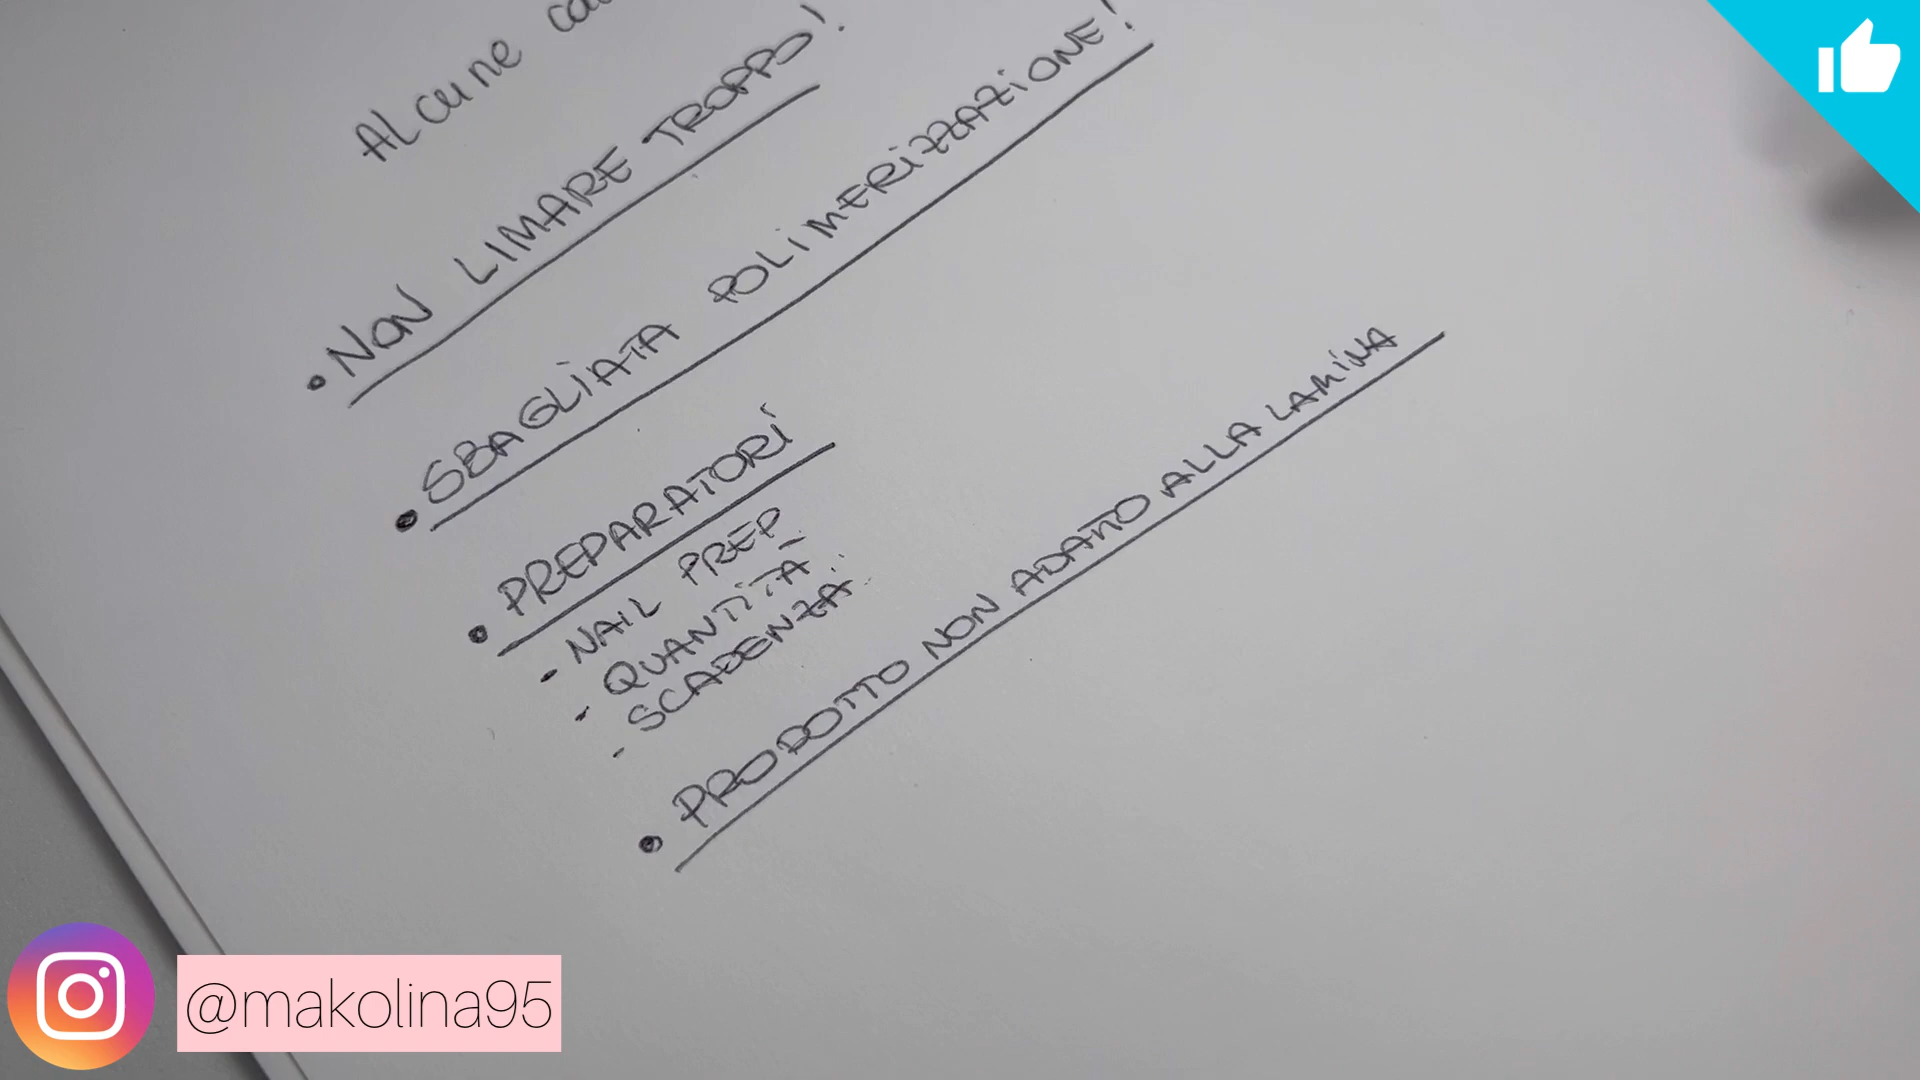 ALcune
• NON LIMARE TROPPO!
• SBAGLIATA POLIMERIZZAZIONE!
• PREPARATORI
- NAIL PREP
- QUANTITÀ
- SCADENZA
• PRODOTTO NON ADATTO ALLA LAMINA
@makolina95